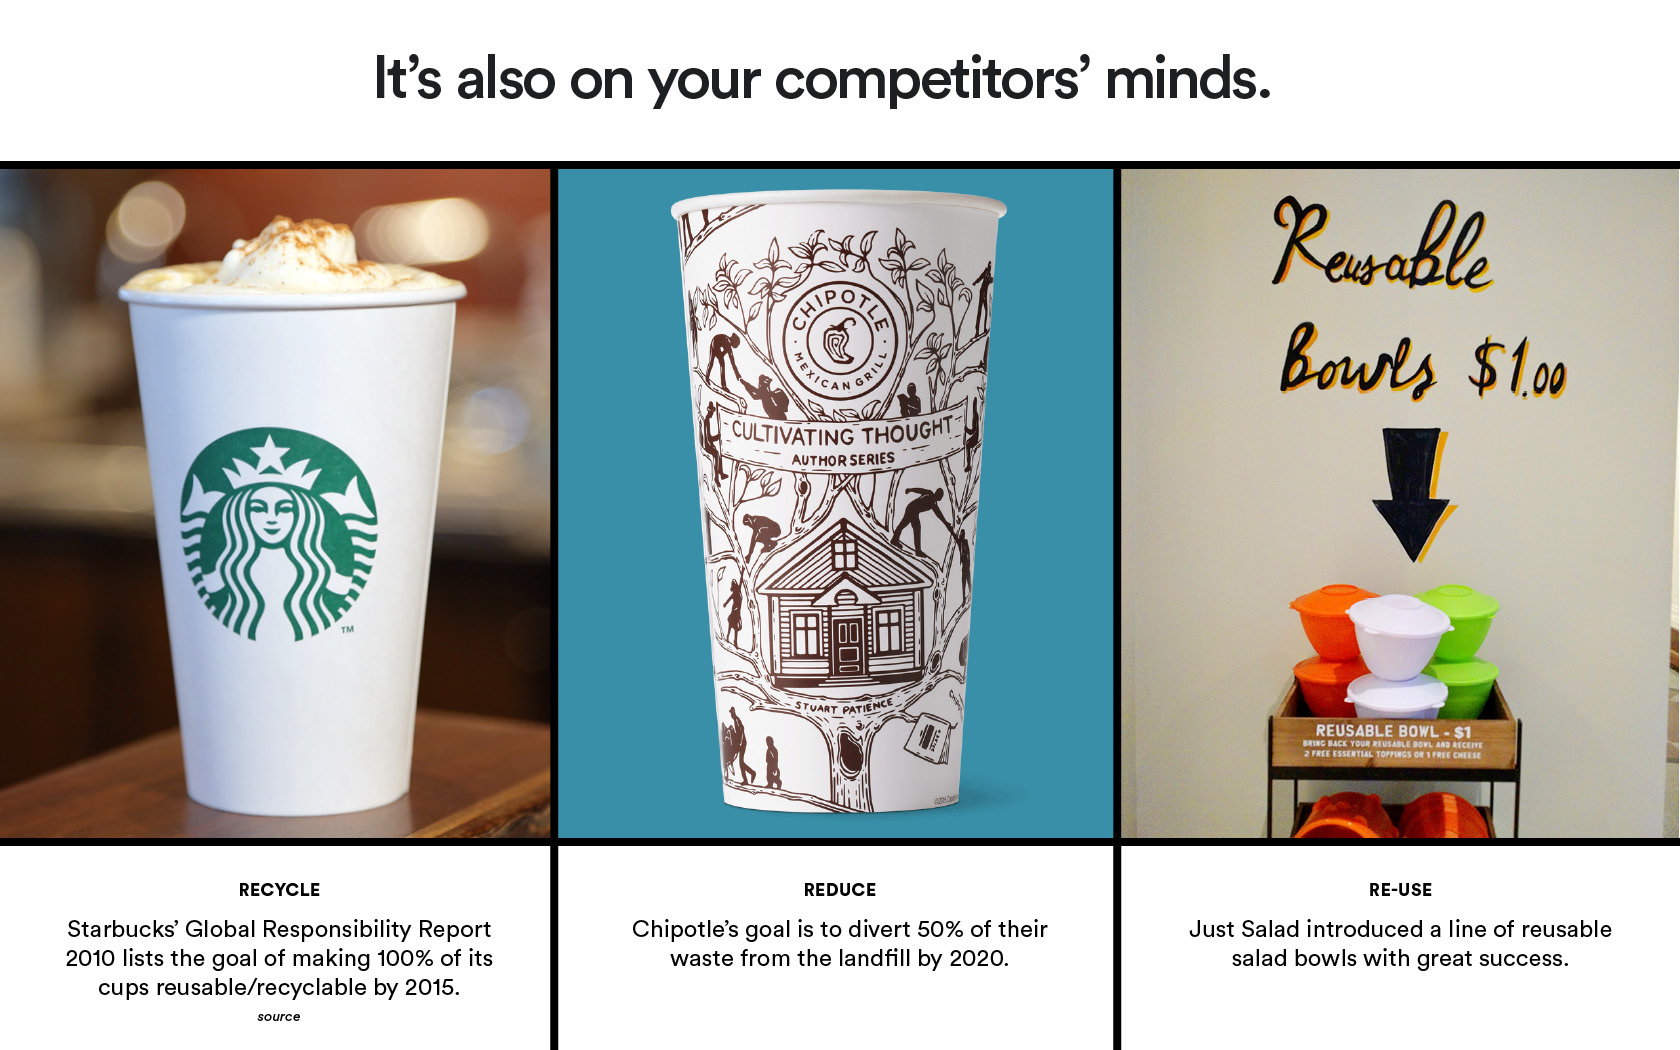 It’s also on your competitors’ minds.
TM
CHIPOTLE
MEXICAN GRILL
CULTIVATING THOUGHT
AUTHOR SERIES
STUART PATIENCE
Reusable
Bowls $1.00
REUSABLE BOWL - $1
BRING BACK YOUR REUSABLE BOWL AND RECEIVE
2 FREE ESSENTIAL TOPPINGS OR 1 FREE CHEESE
RECYCLE
Starbucks’ Global Responsibility Report
2010 lists the goal of making 100% of its
cups reusable/recyclable by 2015.
source
REDUCE
Chipotle’s goal is to divert 50% of their
waste from the landfill by 2020.
RE-USE
Just Salad introduced a line of reusable
salad bowls with great success.